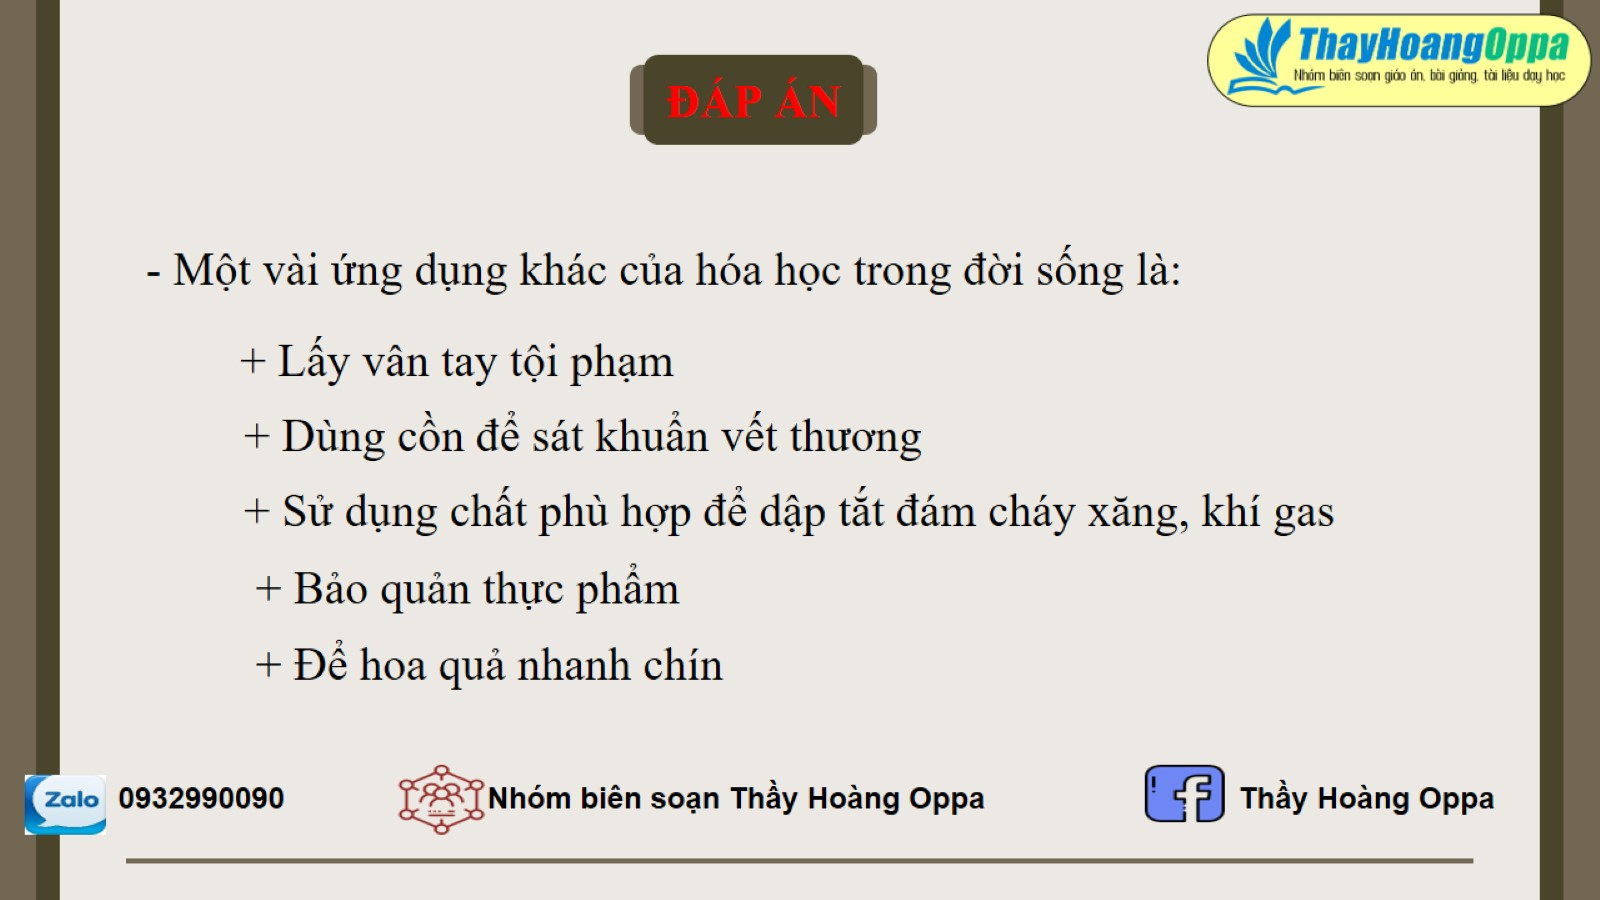 ThayHoangOppa
Nhóm biên soạn giáo án, bài giảng, tài liệu dạy học
ĐÁP ÁN
- Một vài ứng dụng khác của hóa học trong đời sống là:
+ Lấy vân tay tội phạm
+ Dùng cồn để sát khuẩn vết thương
+ Sử dụng chất phù hợp để dập tắt đám cháy xăng, khí gas
+ Bảo quản thực phẩm
+ Để hoa quả nhanh chín
Zalo 0932990090
Nhóm biên soạn Thầy Hoàng Oppa
Thầy Hoàng Oppa